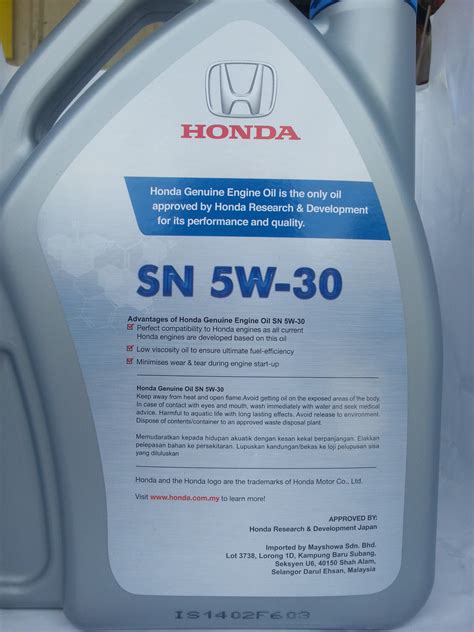 HONDA
Honda Genuine Engine Oil is the only oil
approved by Honda Research & Development
for its performance and quality.
SN 5W-30
Advantages of Honda Genuine Engine Oil SN 5W-30
Perfect compatibility to Honda engines as all current
Honda engines are developed based on this oil
Low viscosity oil to ensure ultimate fuel-efficiency
Minimises wear & tear during engine start-up
Honda Genuine Oil SN 5W-30
Keep away from heat and open flame.Avoid getting oil on the exposed areas of the body.
In case of contact with eyes and mouth, wash immediately with water and seek medical
advice. Harmful to aquatic life with long lasting effects. Avoid release to environment.
Dispose of contents/container to an approved waste disposal plant.
Memudaratkan kepada hidupan akuatik dengan kesan kekal berpanjangan. Elakkan
pelepasan bahan ke persekitaran. Lupuskan kandungan/bekas ke loji pelupusan sisa
yang diluluskan
Honda and the Honda logo are the trademarks of Honda Motor Co., Ltd.
Visit www.honda.com.my to learn more!
APPROVED BY:
Honda Research & Development Japan
Imported by Mayshowa Sdn. Bhd.
Lot 3738, Lorong 1D, Kampung Baru Subang,
Seksyen U6, 40150 Shah Alam,
Selangor Darul Ehsan, Malaysia
IS1402F603